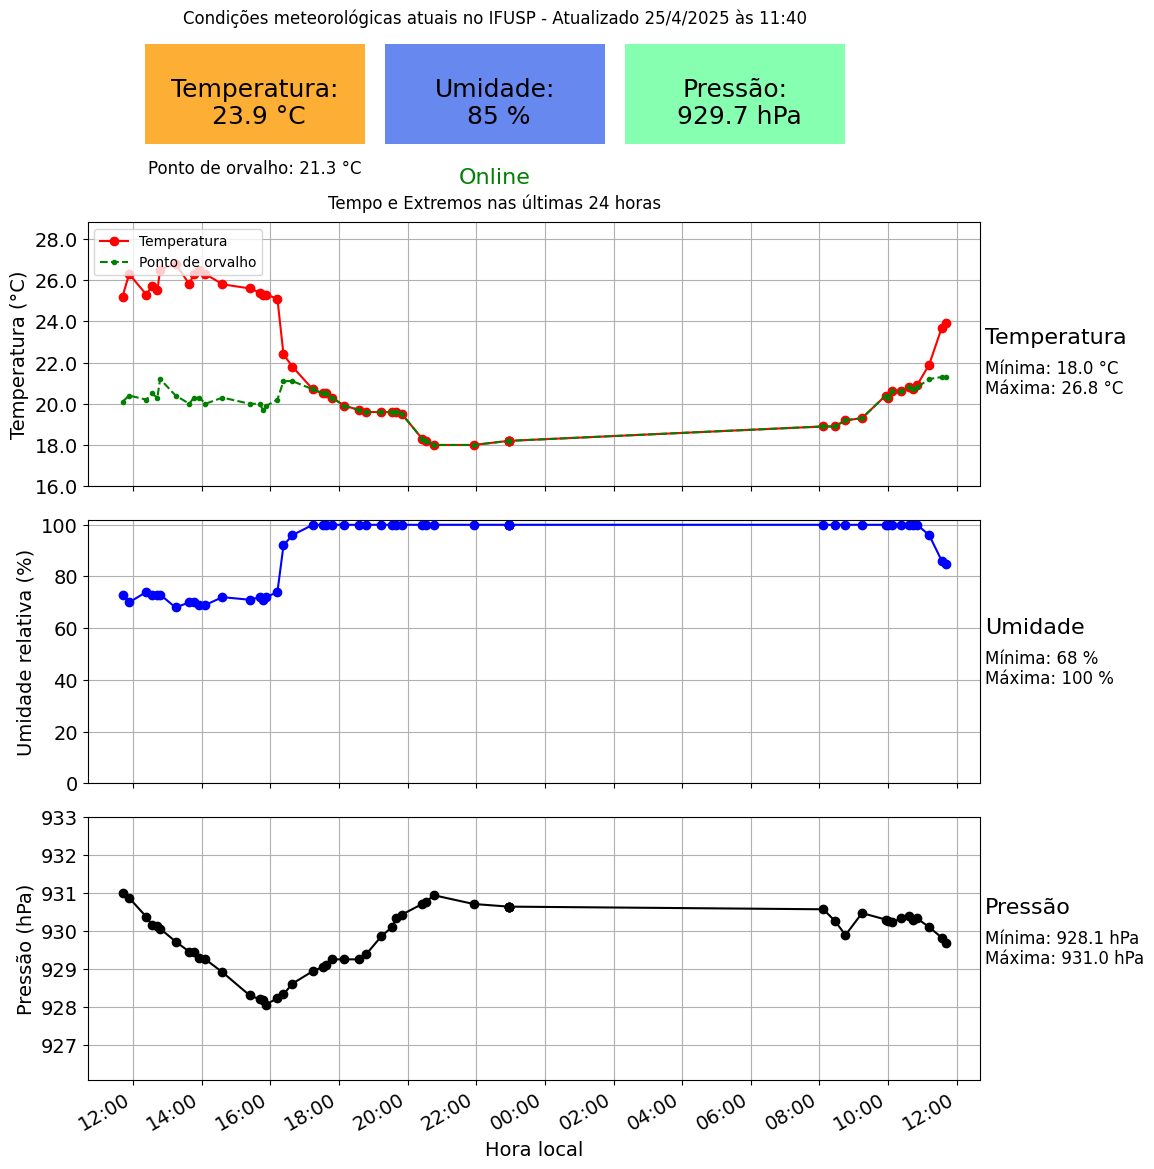 Condições meteorológicas atuais no IFUSP - Atualizado 25/4/2025 às 11:40
Temperatura:
23.9 °C
Umidade:
85 %
Pressão:
929.7 hPa
Ponto de orvalho: 21.3 °C
Online
Tempo e Extremos nas últimas 24 horas
Temperatura (°C)
28.0
26.0
24.0
22.0
20.0
18.0
16.0
Temperatura
Ponto de orvalho
Temperatura
Mínima: 18.0 °C
Máxima: 26.8 °C
Umidade relativa (%)
100
80
60
40
20
0
Umidade
Mínima: 68 %
Máxima: 100 %
Pressão (hPa)
933
932
931
930
929
928
927
Pressão
Mínima: 928.1 hPa
Máxima: 931.0 hPa
12:00 14:00 16:00 18:00 20:00 22:00 00:00 02:00 04:00 06:00 08:00 10:00 12:00
Hora local